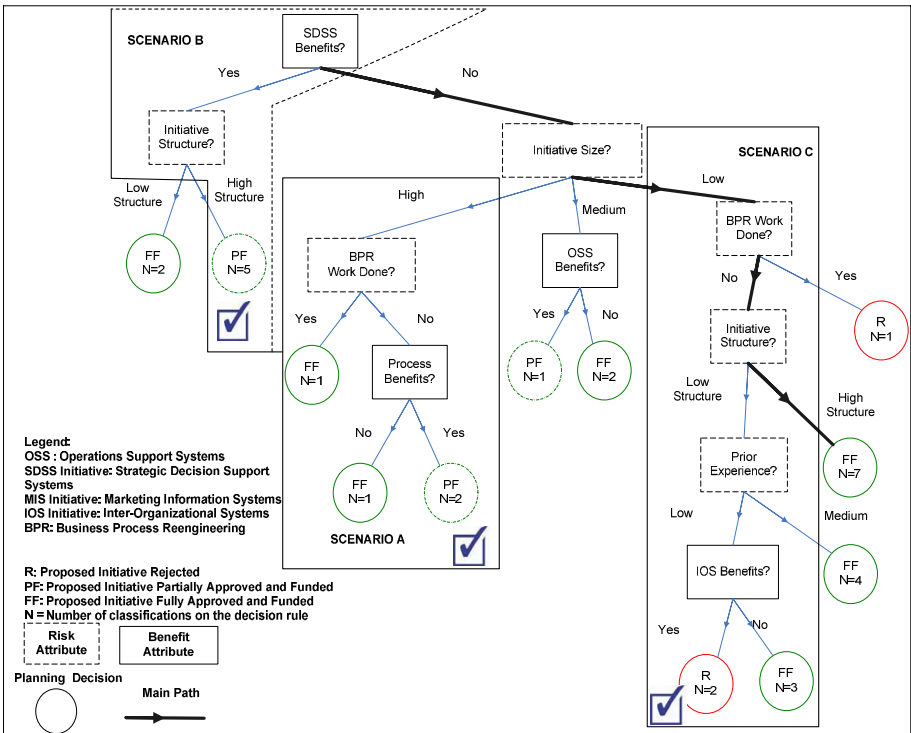 SCENARIO B
SDSS
Benefits?
Yes
No
Initiative
Structure?
Initiative Size?
SCENARIO C
Low
Structure
High
Structure
High
Medium
Low
FF
N=2
PF
N=5
BPR
Work Done?
OSS
Benefits?
BPR Work
Done?
No
Yes
Yes
No
Yes
No
R
N=1
Initiative
Structure?
FF
N=1
Process
Benefits?
PF
N=1
FF
N=2
Low
Structure
High
Structure
No
Yes
Legend:
OSS : Operations Support Systems
SDSS Initiative: Strategic Decision Support
Systems
MIS Initiative: Marketing Information Systems
IOS Initiative: Inter-Organizational Systems
BPR: Business Process Reengineering
FF
N=1
PF
N=2
SCENARIO A
Prior
Experience?
FF
N=7
Low
Medium
IOS Benefits?
FF
N=4
R: Proposed Initiative Rejected
PF: Proposed Initiative Partially Approved and Funded
FF: Proposed Initiative Fully Approved and Funded
N = Number of classifications on the decision rule
Yes
No
Risk
Attribute
Benefit
Attribute
R
N=2
FF
N=3
Planning Decision
Main Path